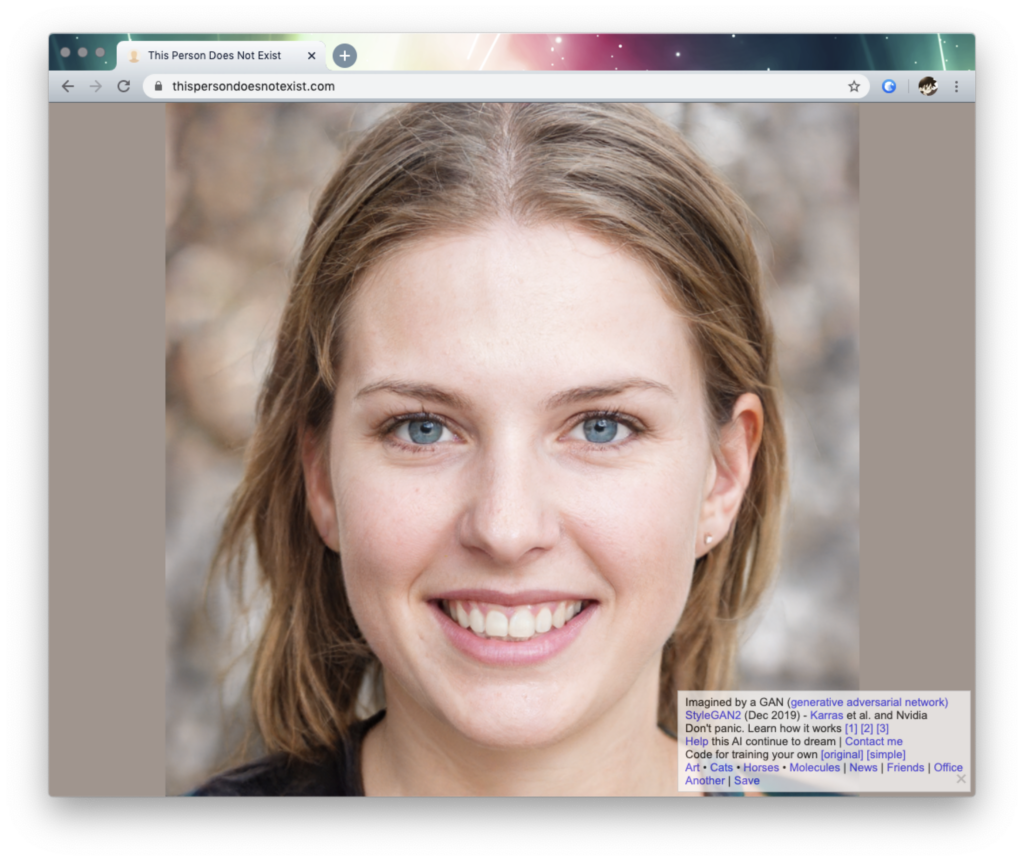 This Person Does Not Exist
thispersondoesnotexist.com
Imagined by a GAN (generative adversarial network)
StyleGAN2 (Dec 2019) - Karras et al. and Nvidia
Don't panic. Learn how it works [1] [2] [3]
Help this AI continue to dream | Contact me
Code for training your own [original] [simple]
Art • Cats • Horses • Molecules | News | Friends | Office
Another | Save